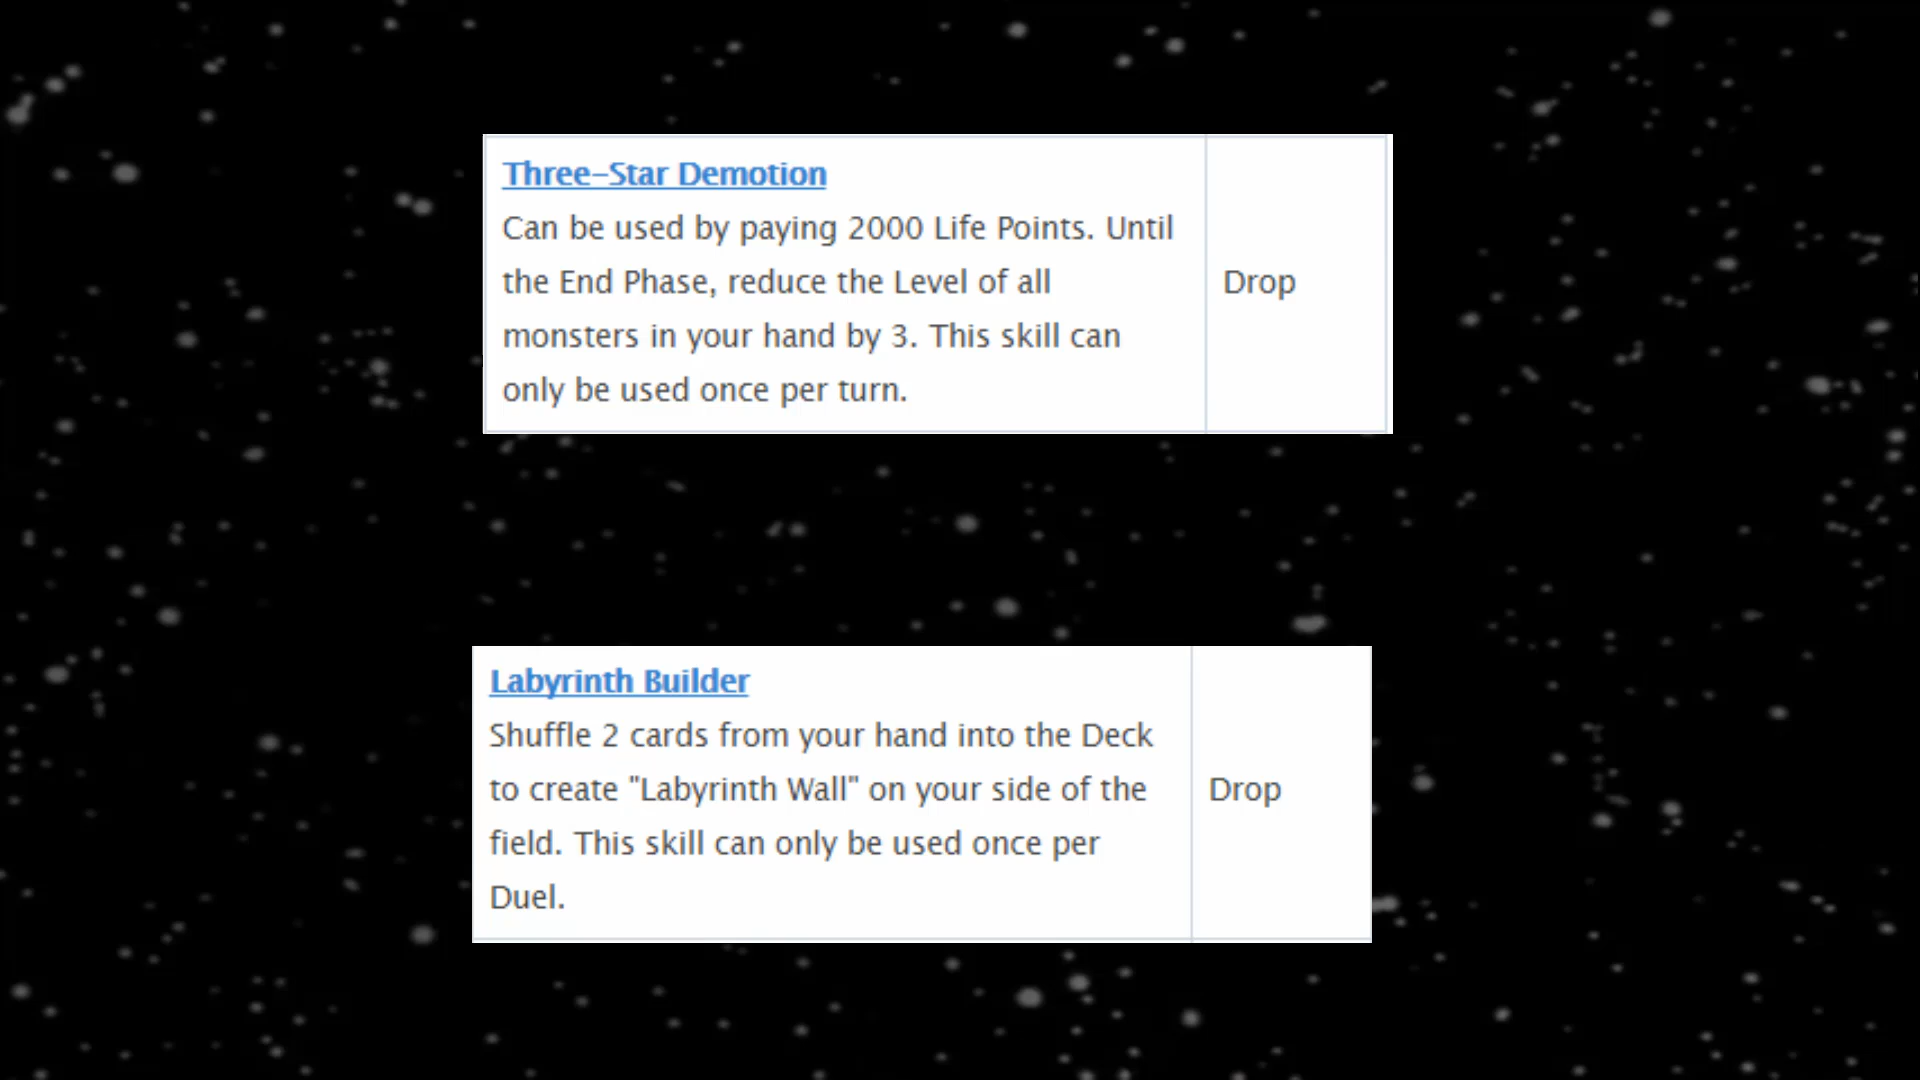 Three-Star Demotion
Can be used by paying 2000 Life Points. Until
the End Phase, reduce the Level of all
monsters in your hand by 3. This skill can
only be used once per turn.
Drop
Labyrinth Builder
Shuffle 2 cards from your hand into the Deck
to create "Labyrinth Wall" on your side of the
field. This skill can only be used once per
Duel.
Drop